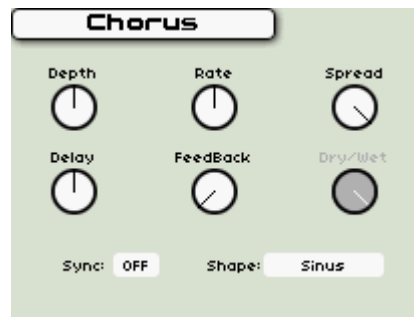 Chorus
Depth Rate Spread
Delay FeedBack Dry/Wet
Sync: OFF Shape: Sinus